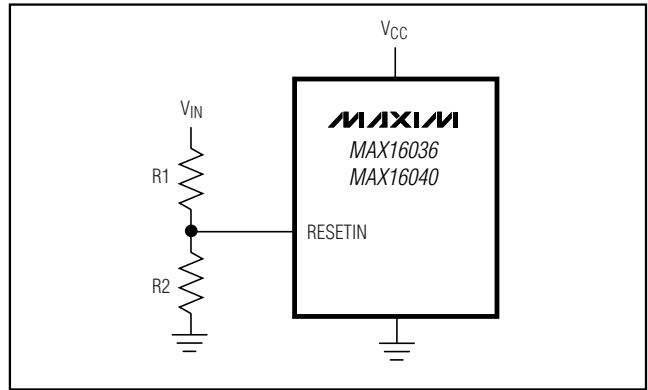 VCC
VIN
MAXIM
MAX16036
MAX16040
R1
RESETIN
R2